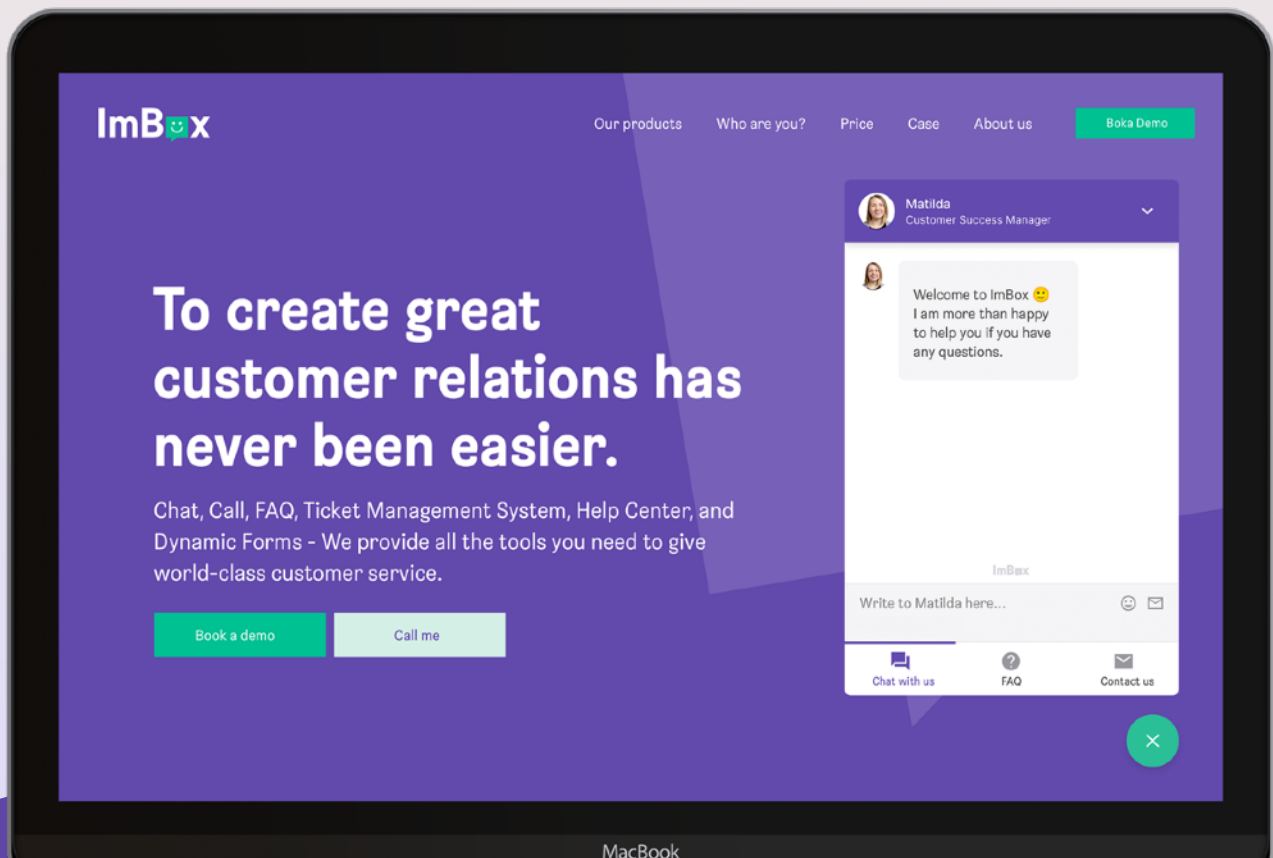 ImBox
Our products
Who are you?
Price
Case
About us
Boka Demo
Matilda
Customer Success Manager
Welcome to ImBox 🙂
I am more than happy
to help you if you have
any questions.
To create great
customer relations has
never been easier.
Chat, Call, FAQ, Ticket Management System, Help Center, and
Dynamic Forms - We provide all the tools you need to give
world-class customer service.
Book a demo
Call me
ImBox
Write to Matilda here...
Chat with us
FAQ
Contact us
MacBook